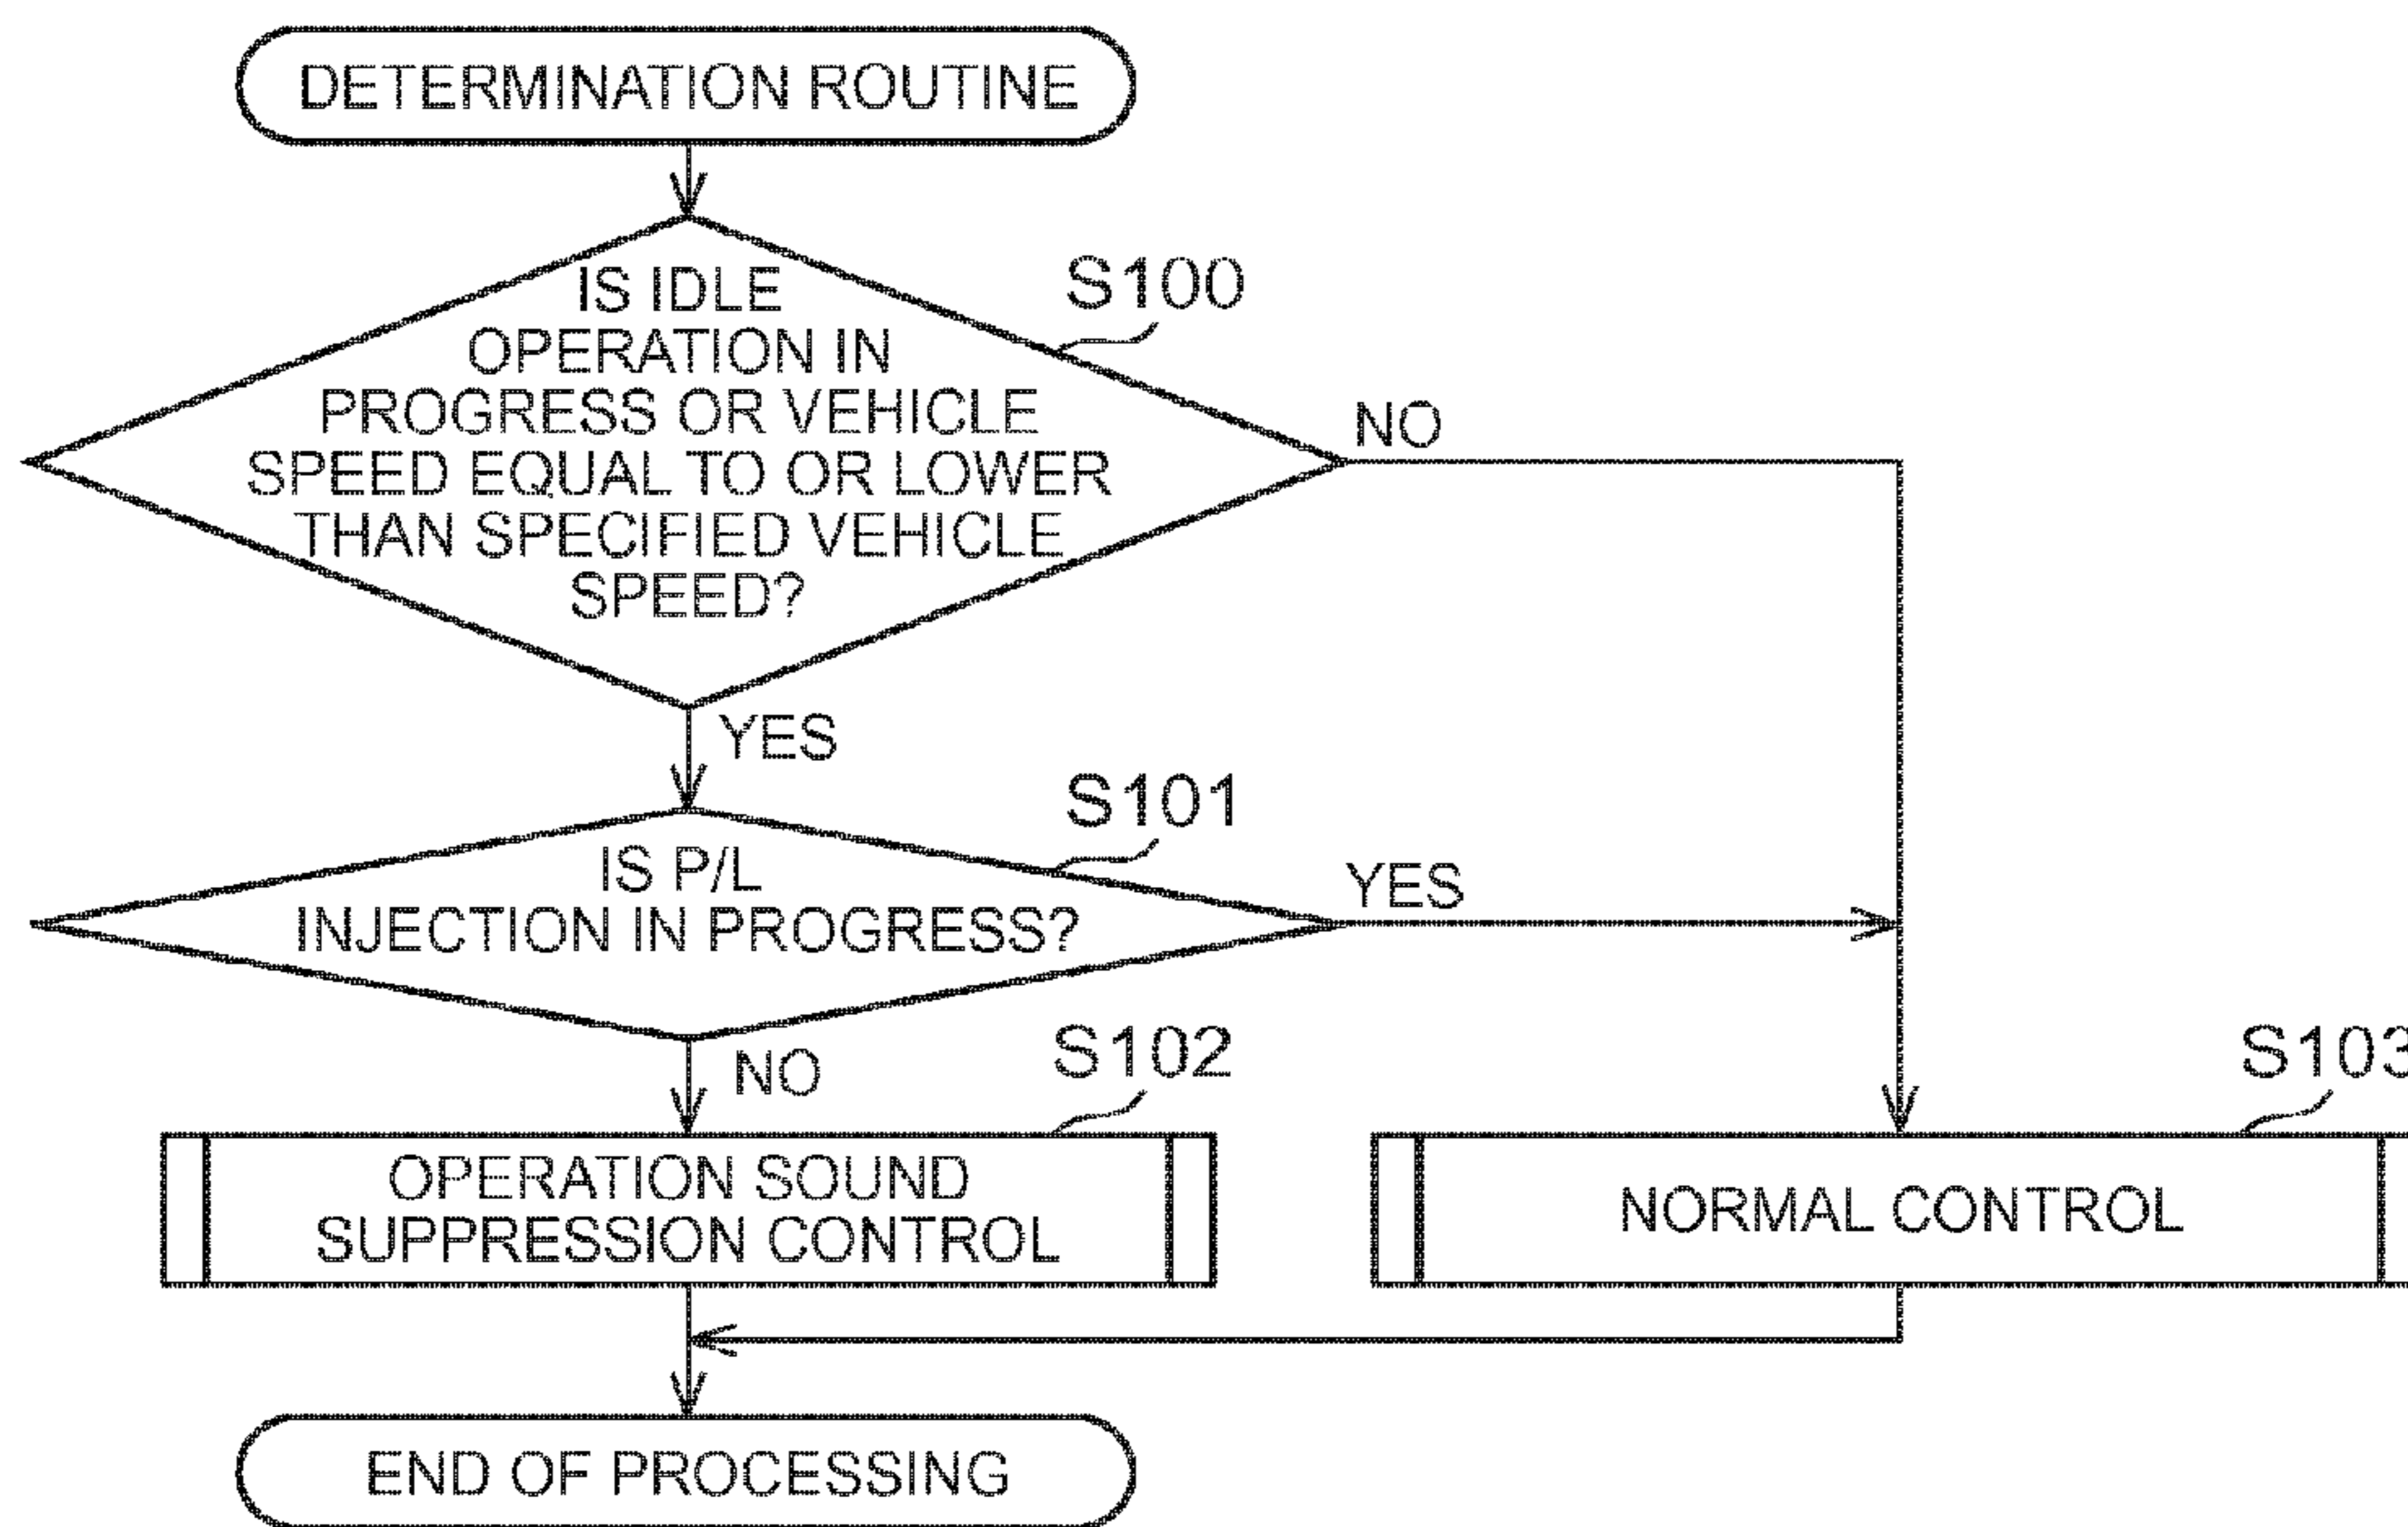 DETERMINATION ROUTINE
S100
IS IDLE
OPERATION IN
PROGRESS OR VEHICLE
SPEED EQUAL TO OR LOWER
THAN SPECIFIED VEHICLE
SPEED?
NO
YES
S101
IS P/L
INJECTION IN PROGRESS?
YES
NO
S102
OPERATION SOUND
SUPPRESSION CONTROL
S103
NORMAL CONTROL
END OF PROCESSING